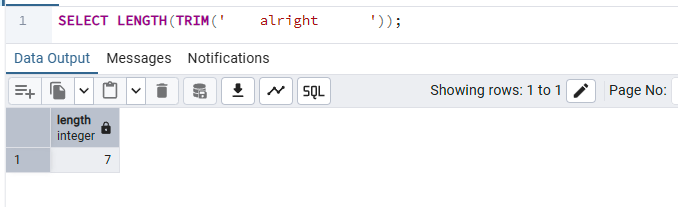 1 SELECT LENGTH(TRIM('    alright      '));
Data Output Messages Notifications
SQL Showing rows: 1 to 1 Page No:
length
integer
1 7